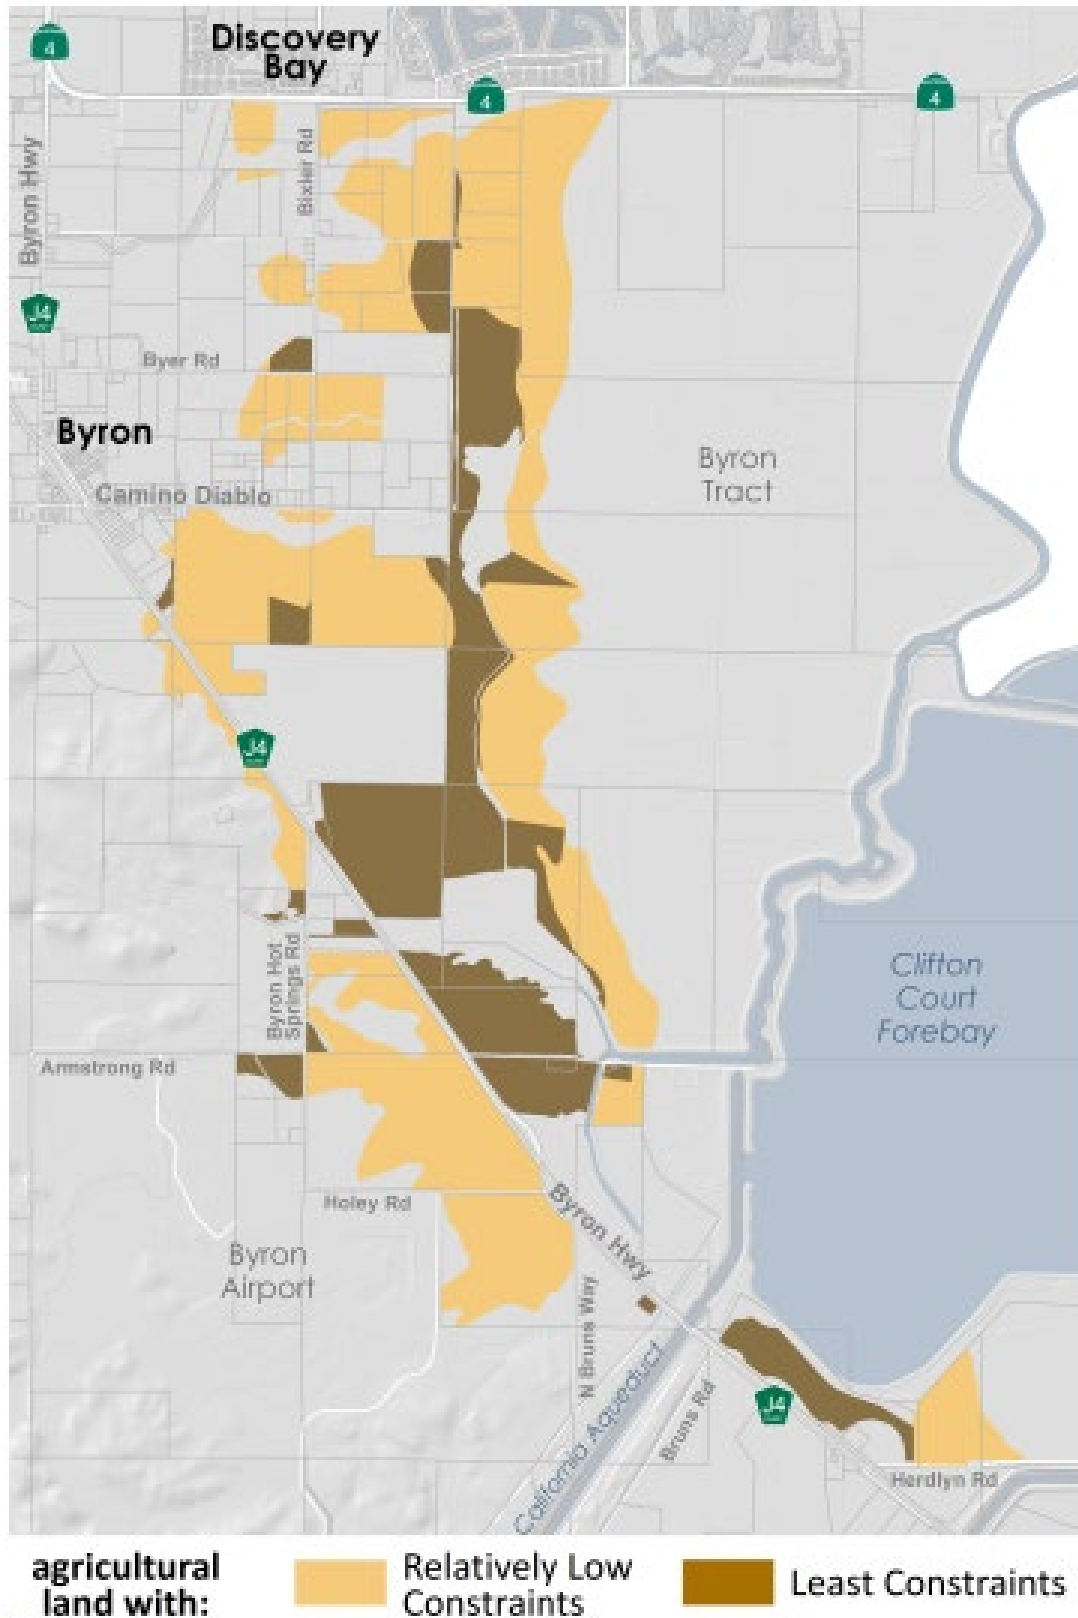 4
Discovery
Bay
4
4
Byron Hwy
Bixler Rd
J4
Byer Rd
Byron
Byron
Tract
Camino Diablo
J4
Byron Hot
Springs Rd
Clifton
Court
Forebay
Armstrong Rd
Holey Rd
Byron Hwy
Byron
Airport
N Bruns Way
California Aqueduct
Bruns Rd
J4
Herdlyn Rd
agricultural
land with:
Relatively Low
Constraints
Least Constraints